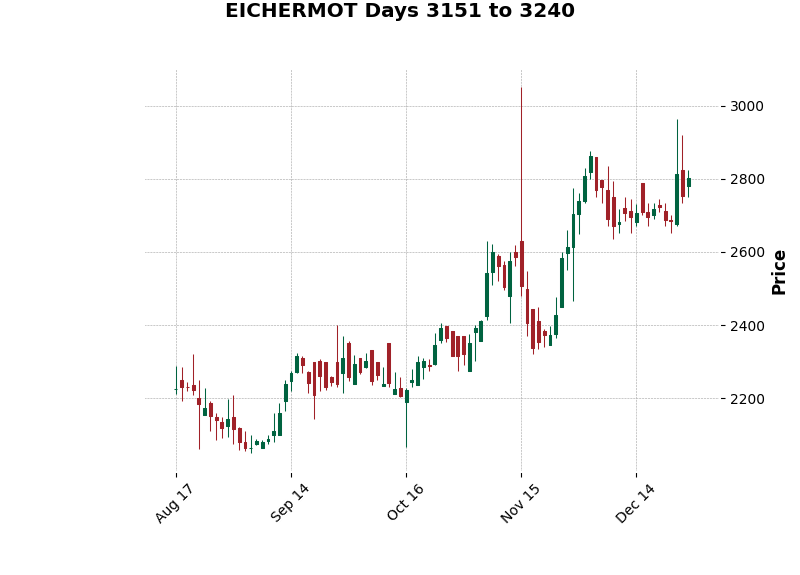 EICHERMOT Days 3151 to 3240
3000
2800
2600
2400
2200
Price
Aug 17
Sep 14
Oct 16
Nov 15
Dec 14